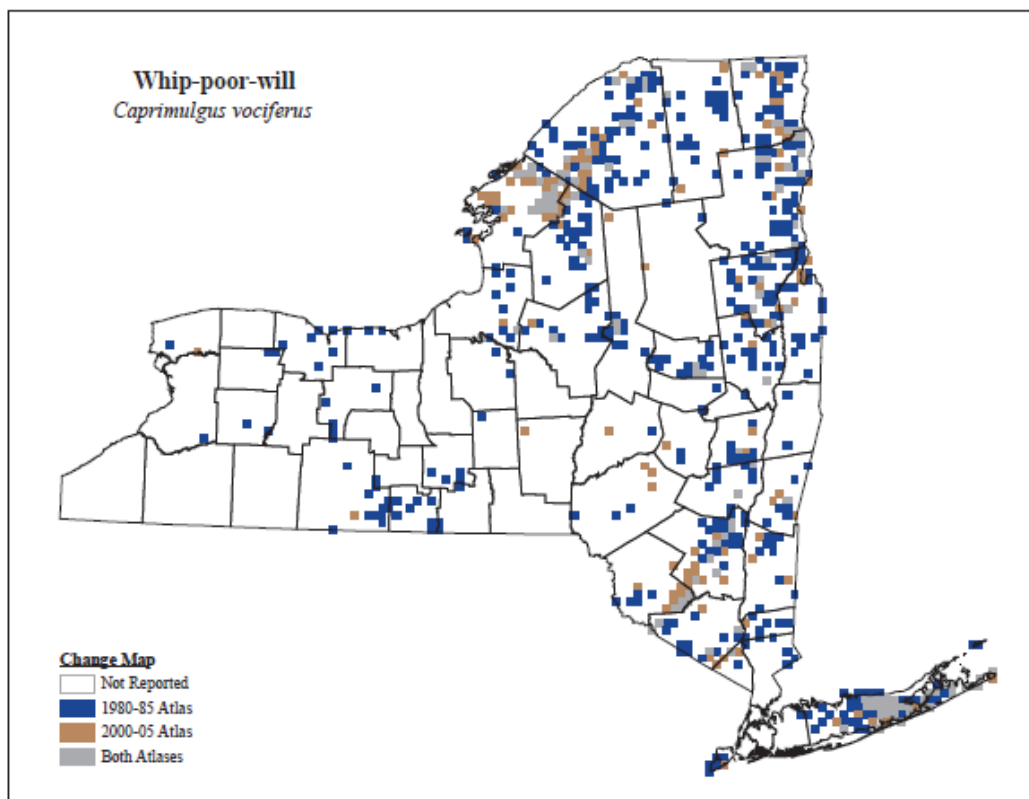 Whip-poor-will
Caprimulgus vociferus
Change Map
Not Reported
1980-85 Atlas
2000-05 Atlas
Both Atlases